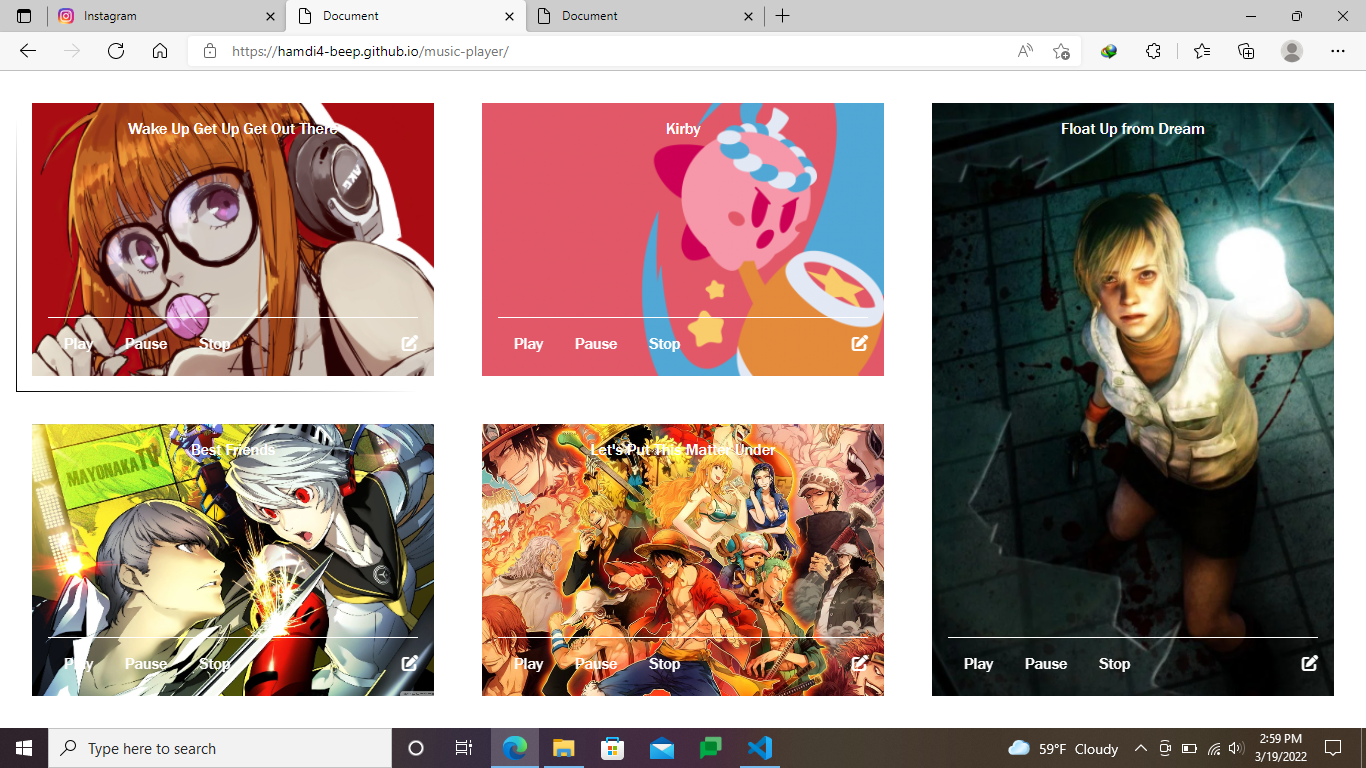 Instagram
Document
Document
https://hamdi4-beep.github.io/music-player/
Wake Up Get Up Get Out There
AKG
Play Pause Stop
Kirby
Play Pause Stop
Float Up from Dream
Play Pause Stop
Best Friends
MAYONAKATV
Play Pause Stop
Let's Put This Matter Under
Play Pause Stop
Type here to search
59°F Cloudy
2:59 PM
3/19/2022